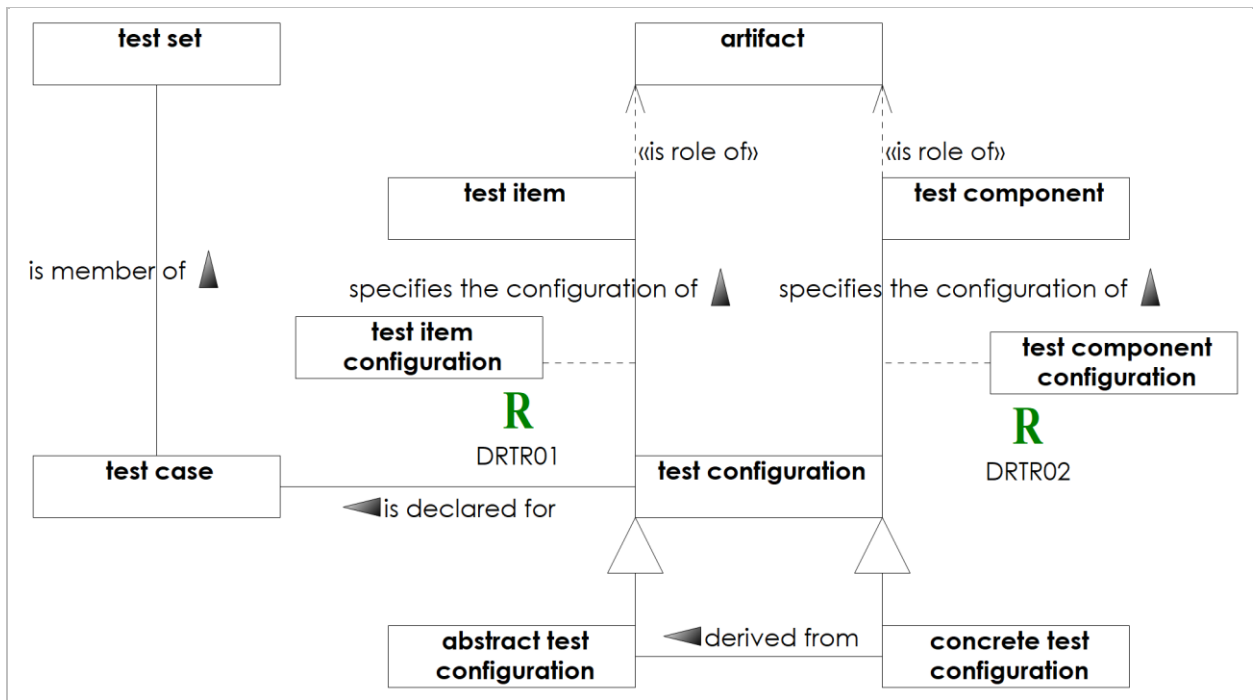 test set
artifact
«is role of»
«is role of»
test item
test component
is member of
specifies the configuration of
specifies the configuration of
test item
configuration
test component
configuration
R
DRTR01
R
DRTR02
test case
test configuration
is declared for
abstract test
configuration
derived from
concrete test
configuration